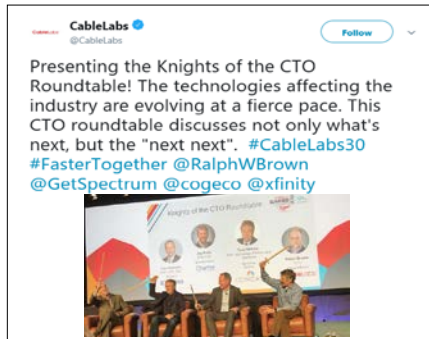 CableLabs
@CableLabs
Follow
Presenting the Knights of the CTO
Roundtable! The technologies affecting the
industry are evolving at a fierce pace. This
CTO roundtable discusses not only what's
next, but the "next next". #CableLabs30
#FasterTogether @RalphWBrown
@GetSpectrum @cogeco @xfinity
Knights of the CTO Roundtable